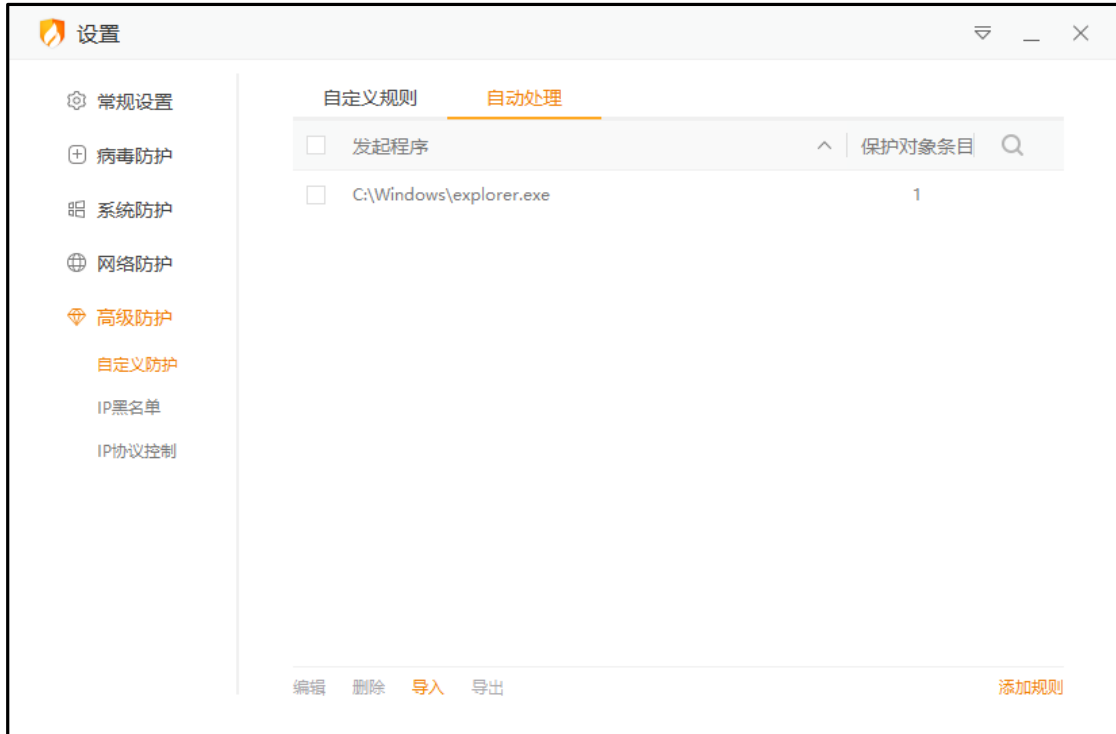 设置
常规设置
病毒防护
系统防护
网络防护
高级防护
自定义防护
IP黑名单
IP协议控制
自定义规则 自动处理
发起程序 保护对象条目
C:\Windows\explorer.exe 1
编辑 删除 导入 导出 添加规则